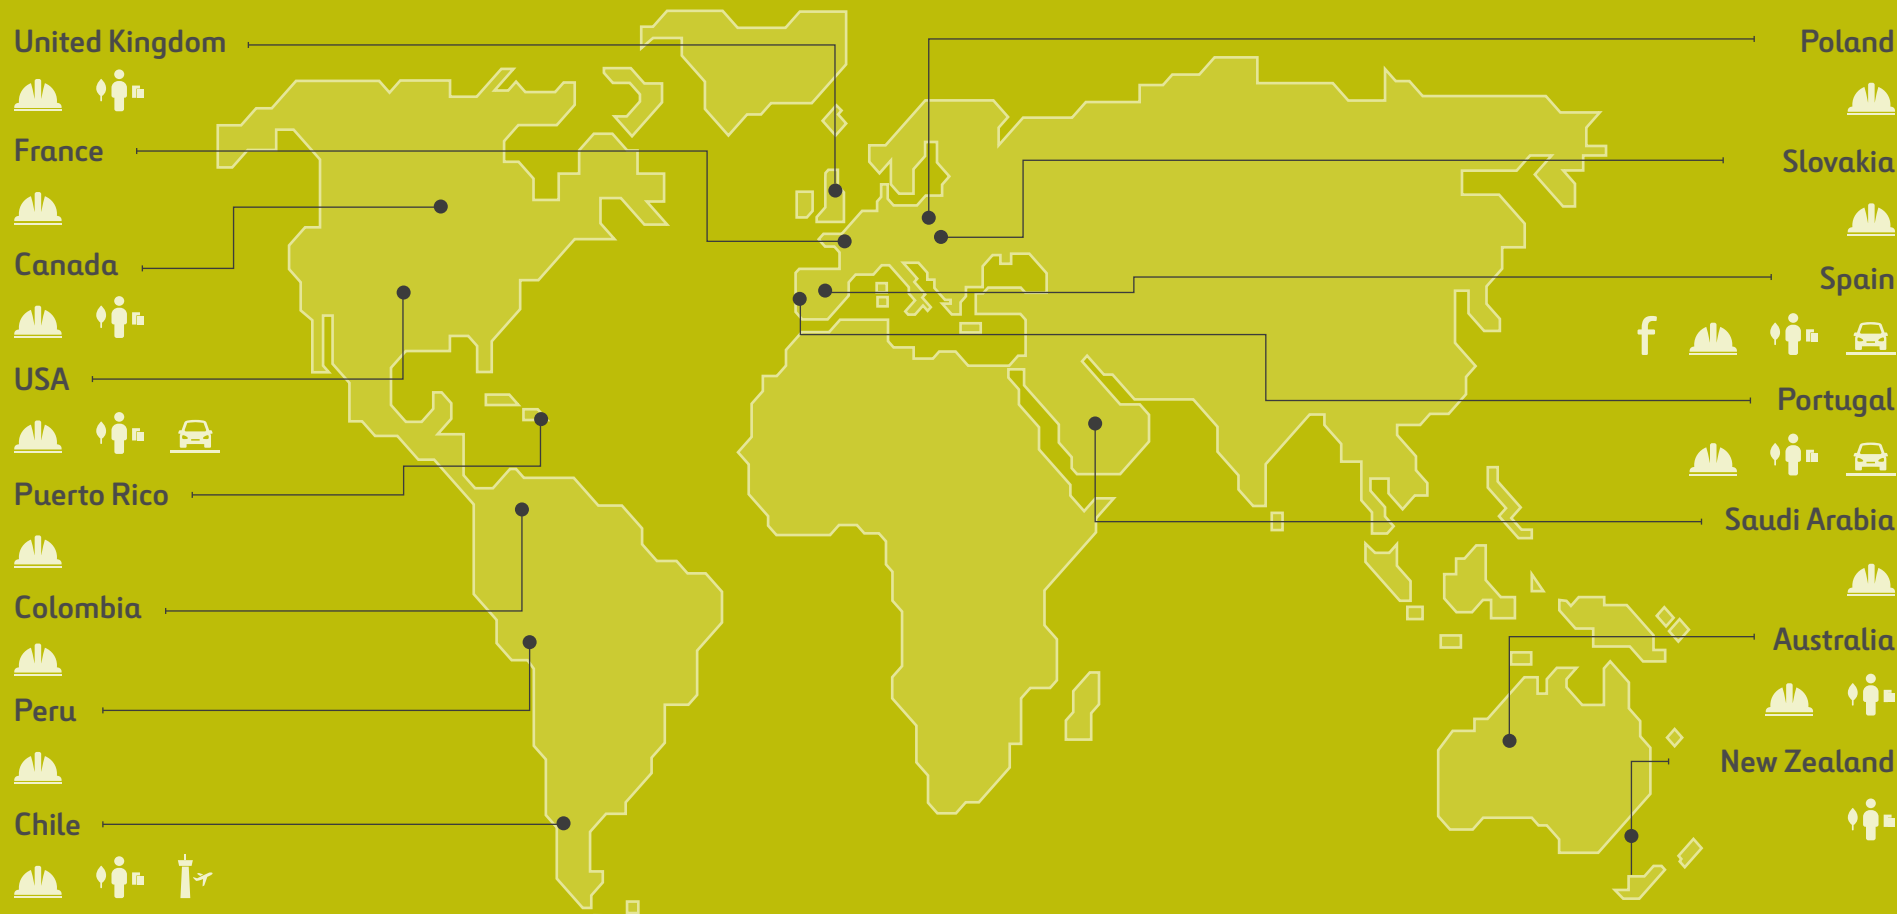 United Kingdom
France
Canada
USA
Puerto Rico
Colombia
Peru
Chile
Poland
Slovakia
Spain
f
Portugal
Saudi Arabia
Australia
New Zealand